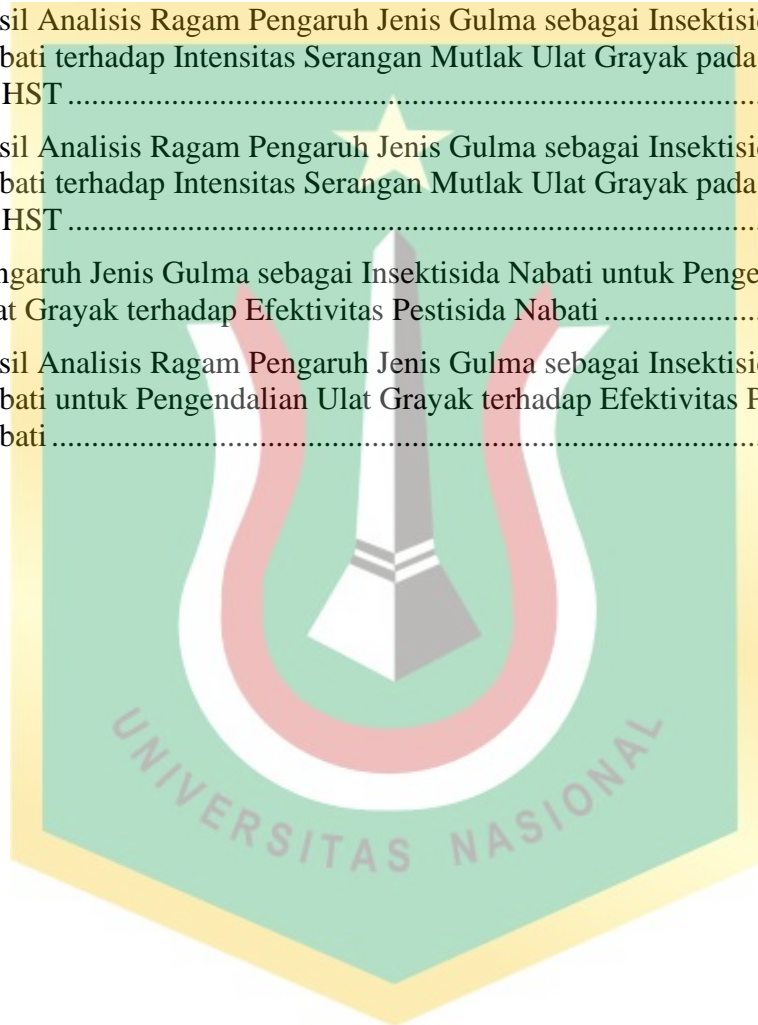 sil Analisis Ragam Pengaruh Jenis Gulma sebagai Insektisi
bati terhadap Intensitas Serangan Mutlak Ulat Grayak pada
HST ....................................................................................
sil Analisis Ragam Pengaruh Jenis Gulma sebagai Insektisi
bati terhadap Intensitas Serangan Mutlak Ulat Grayak pada
HST ....................................................................................
ngaruh Jenis Gulma sebagai Insektisida Nabati untuk Penge
at Grayak terhadap Efektivitas Pestisida Nabati ....................
sil Analisis Ragam Pengaruh Jenis Gulma sebagai Insektisi
bati untuk Pengendalian Ulat Grayak terhadap Efektivitas P
bati ......................................................................................
UNIVERSITAS NASIONAL